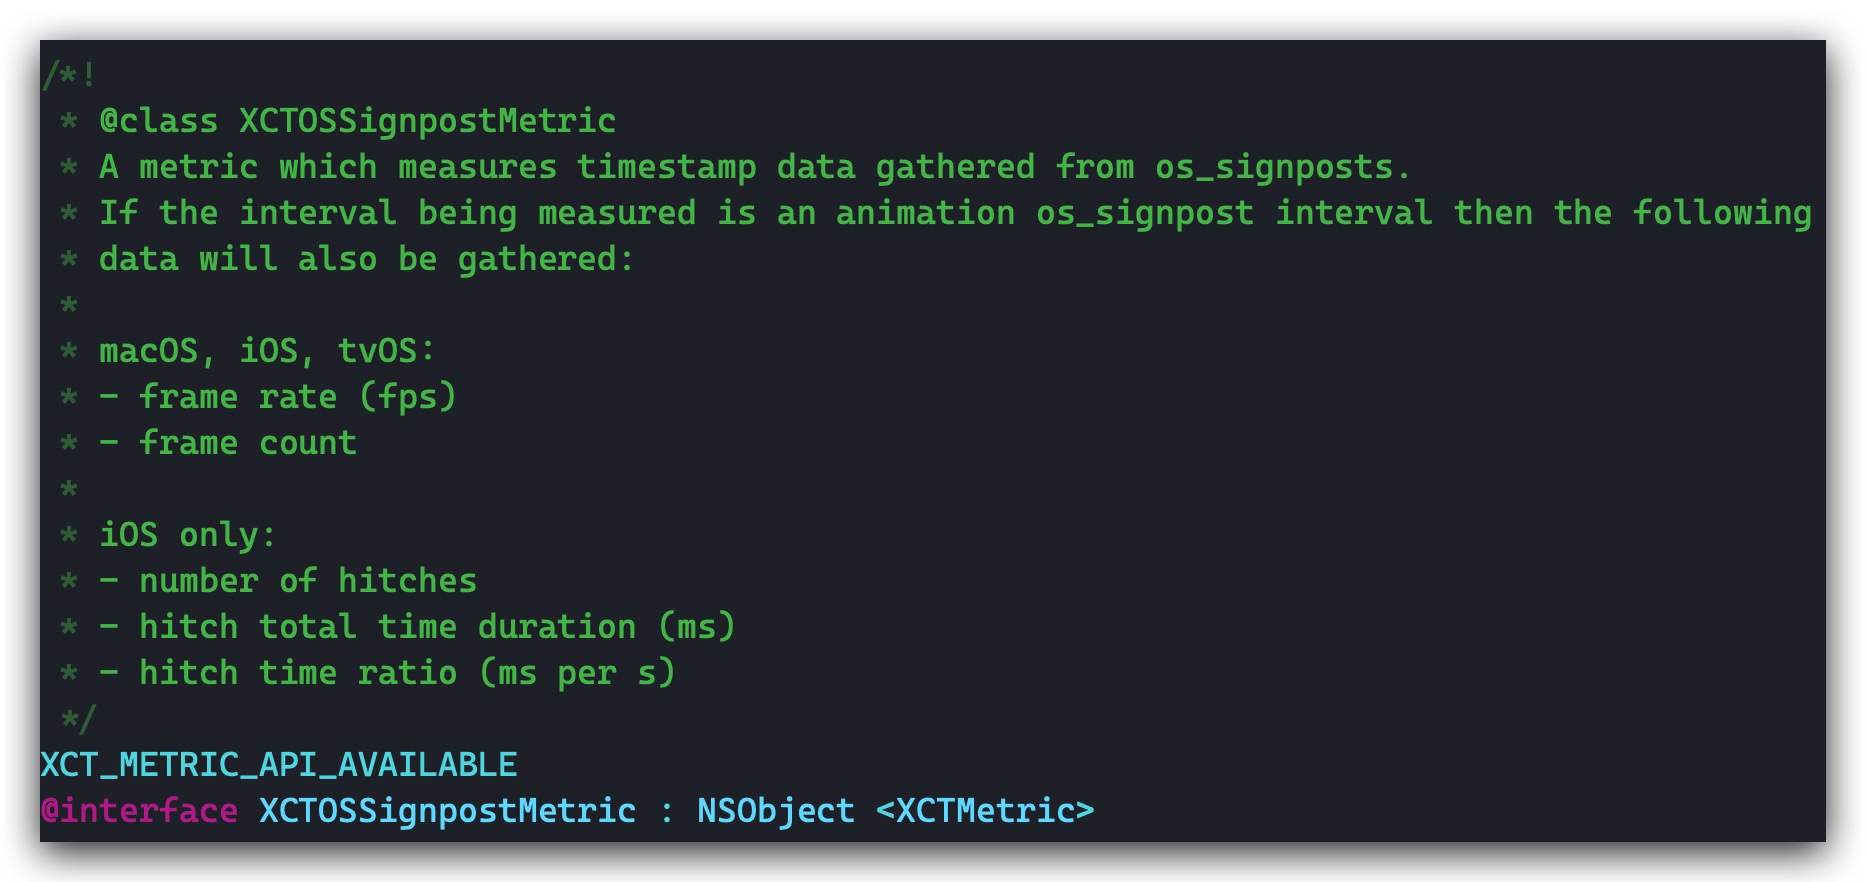 /*!
 * @class XCTOSSignpostMetric
 * A metric which measures timestamp data gathered from os_signposts.
 * If the interval being measured is an animation os_signpost interval then the following
 * data will also be gathered:
 *
 * macOS, iOS, tvOS:
 * - frame rate (fps)
 * - frame count
 *
 * iOS only:
 * - number of hitches
 * - hitch total time duration (ms)
 * - hitch time ratio (ms per s)
 */
XCT_METRIC_API_AVAILABLE
@interface XCTOSSignpostMetric : NSObject <XCTMetric>